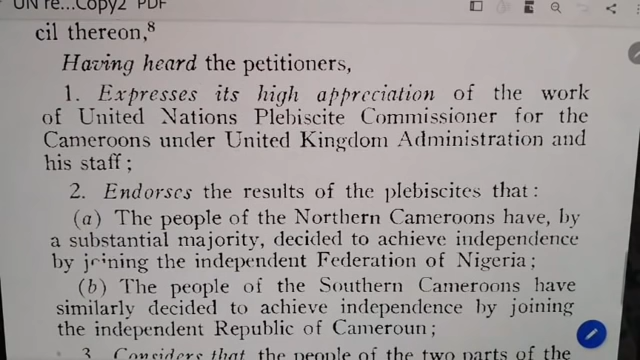 UN re...Copy2 PDF
cil thereon,⁸
Having heard the petitioners,
1. Expresses its high appreciation of the work
of United Nations Plebiscite Commissioner for the
Cameroons under United Kingdom Administration and
his staff;
2. Endorses the results of the plebiscites that:
(a) The people of the Northern Cameroons have, by
a substantial majority, decided to achieve independence
by joining the independent Federation of Nigeria;
(b) The people of the Southern Cameroons have
similarly decided to achieve independence by joining
the independent Republic of Cameroun;
3. Considers that the people of the two parts of the